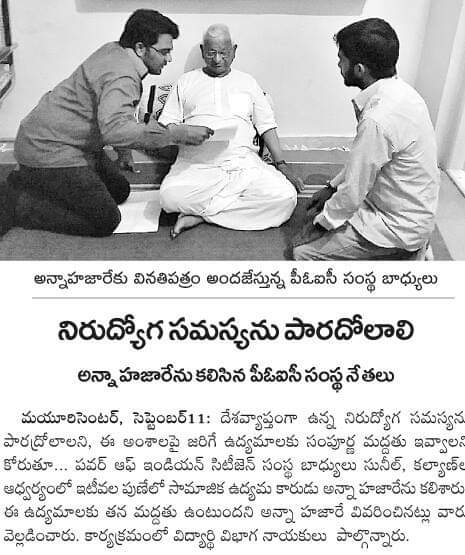 అన్నాహజారేకు వినతిపత్రం అందజేస్తున్న పీఓఐసీ సంస్థ బాధ్యులు
నిరుద్యోగ సమస్యను పారదోలాలి
అన్నా హజారేను కలిసిన పీఓఐసీ సంస్థ నేతలు
మయూరిసెంటర్, సెప్టెంబర్11: దేశవ్యాప్తంగా ఉన్న నిరుద్యోగ సమస్యను
పారద్రోలాలని, ఈ అంశాలపై జరిగే ఉద్యమాలకు సంపూర్ణ మద్దతు ఇవ్వాలని
కోరుతూ... పవర్ ఆఫ్ ఇండియన్ సిటీజెన్ సంస్థ బాధ్యులు సునీల్, కల్యాణ్‌ల
ఆధ్వర్యంలో ఇటీవల పుణేలో సామాజిక ఉద్యమ కారుడు అన్నా హజారేను కలిశారు.
ఈ ఉద్యమాలకు తన మద్దతు ఉంటుందని అన్నా హజారే వివరించినట్లు వారు
వెల్లడించారు. కార్యక్రమంలో విద్యార్థి విభాగ నాయకులు పాల్గొన్నారు.